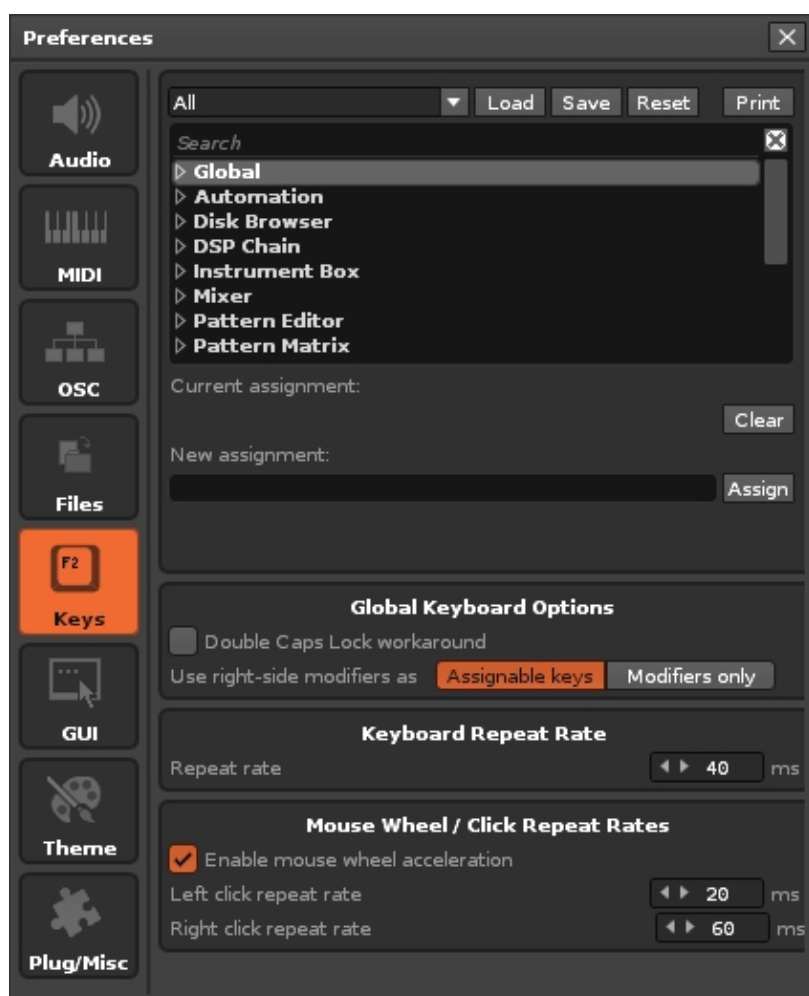 Preferences
Audio
MIDI
OSC
Files
F2
Keys
GUI
Theme
Plug/Misc
All Load Save Reset Print
Search
Global
Automation
Disk Browser
DSP Chain
Instrument Box
Mixer
Pattern Editor
Pattern Matrix
Current assignment:
Clear
New assignment:
Assign
Global Keyboard Options
Double Caps Lock workaround
Use right-side modifiers as Assignable keys Modifiers only
Keyboard Repeat Rate
Repeat rate 40 ms
Mouse Wheel / Click Repeat Rates
Enable mouse wheel acceleration
Left click repeat rate 20 ms
Right click repeat rate 60 ms